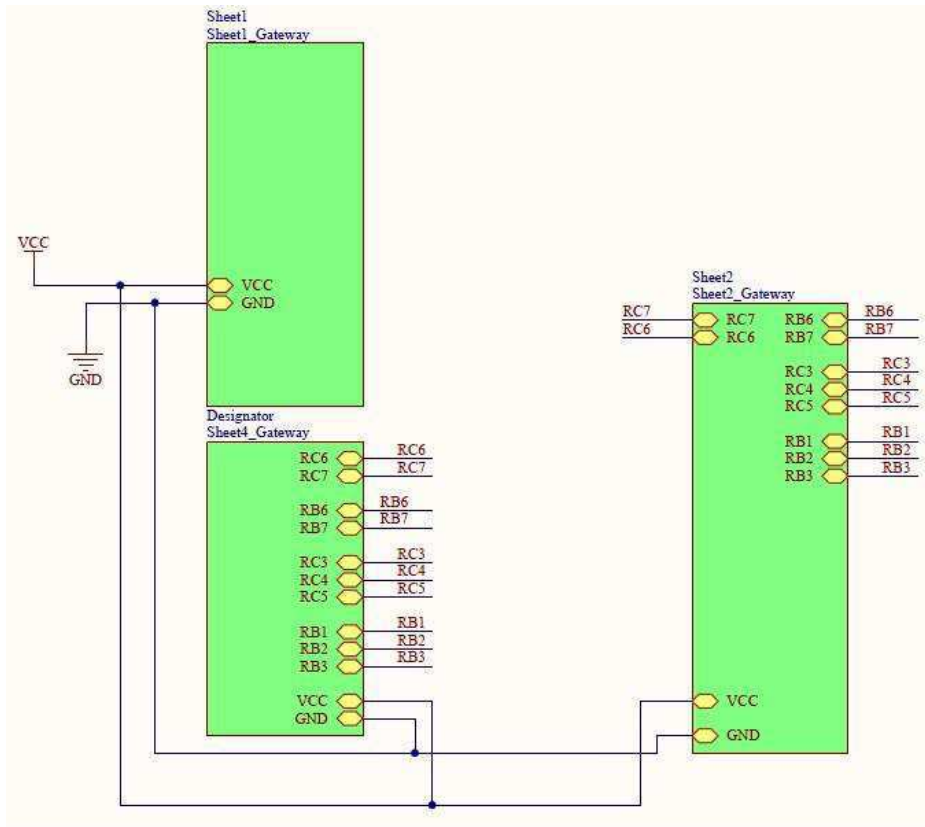 Sheet1
Sheet1_Gateway
VCC
VCC
GND
GND
Designator
Sheet4_Gateway
RC6 RC6
RC7 RC7
RB6 RB6
RB7 RB7
RC3 RC3
RC4 RC4
RC5 RC5
RB1 RB1
RB2 RB2
RB3 RB3
VCC
GND
Sheet2
Sheet2_Gateway
RC7 RC7 RB6 RB6
RC6 RC6 RB7 RB7
RC3 RC3
RC4 RC4
RC5 RC5
RB1 RB1
RB2 RB2
RB3 RB3
VCC
GND